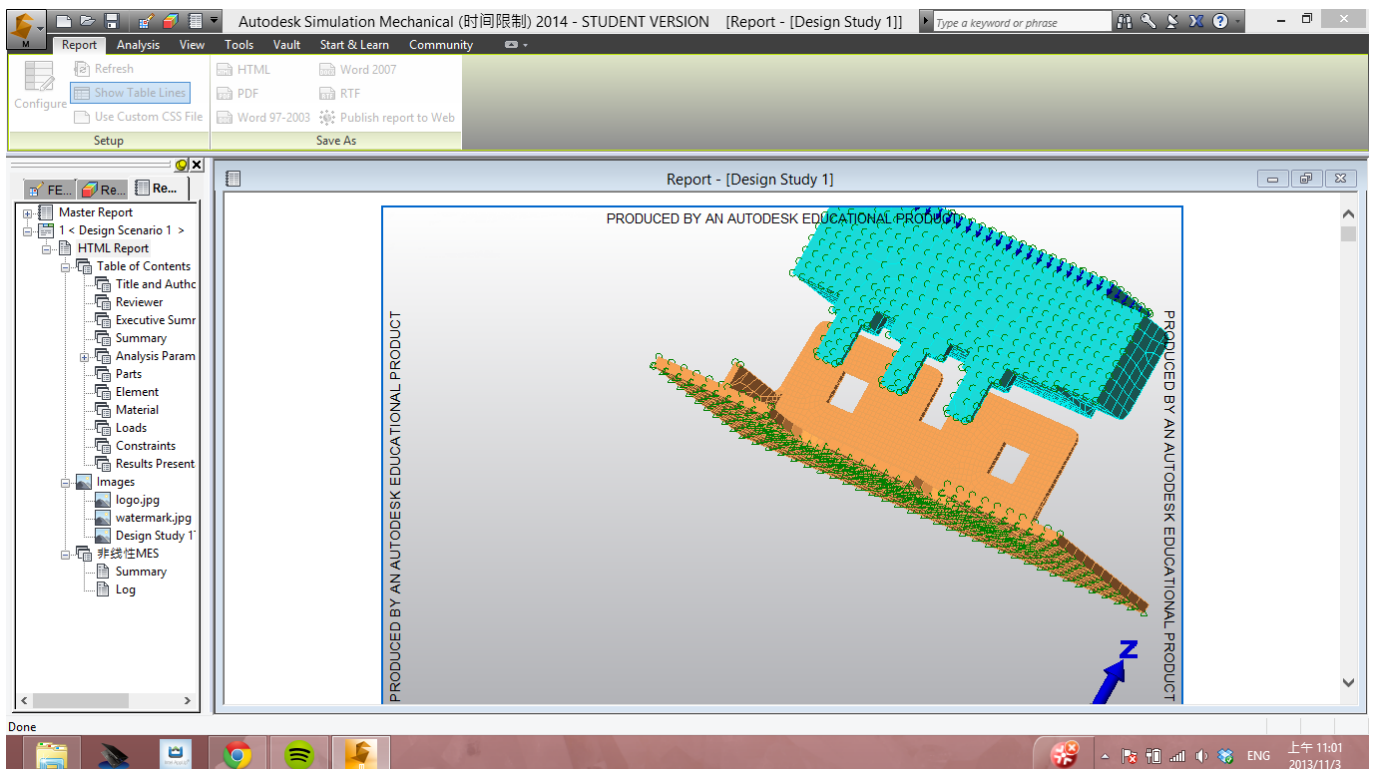 Autodesk Simulation Mechanical (时间限制) 2014 - STUDENT VERSION [Report - [Design Study 1]]
Type a keyword or phrase
M
Report Analysis View Tools Vault Start & Learn Community
Configure
Refresh
Show Table Lines
Use Custom CSS File
Setup
HTML
PDF
Word 97-2003
Word 2007
RTF
Publish report to Web
Save As
FE... Re... Re...
Master Report
1 < Design Scenario 1 >
HTML Report
Table of Contents
Title and Authc
Reviewer
Executive Sumr
Summary
Analysis Param
Parts
Element
Material
Loads
Constraints
Results Present
Images
logo.jpg
watermark.jpg
Design Study 1
非线性MES
Summary
Log
Report - [Design Study 1]
PRODUCED BY AN AUTODESK EDUCATIONAL PRODUCT
PRODUCED BY AN AUTODESK EDUCATIONAL PRODUCT
PRODUCED BY AN AUTODESK EDUCATIONAL PRODUCT
Z
Done
ENG
上午 11:01
2013/11/3